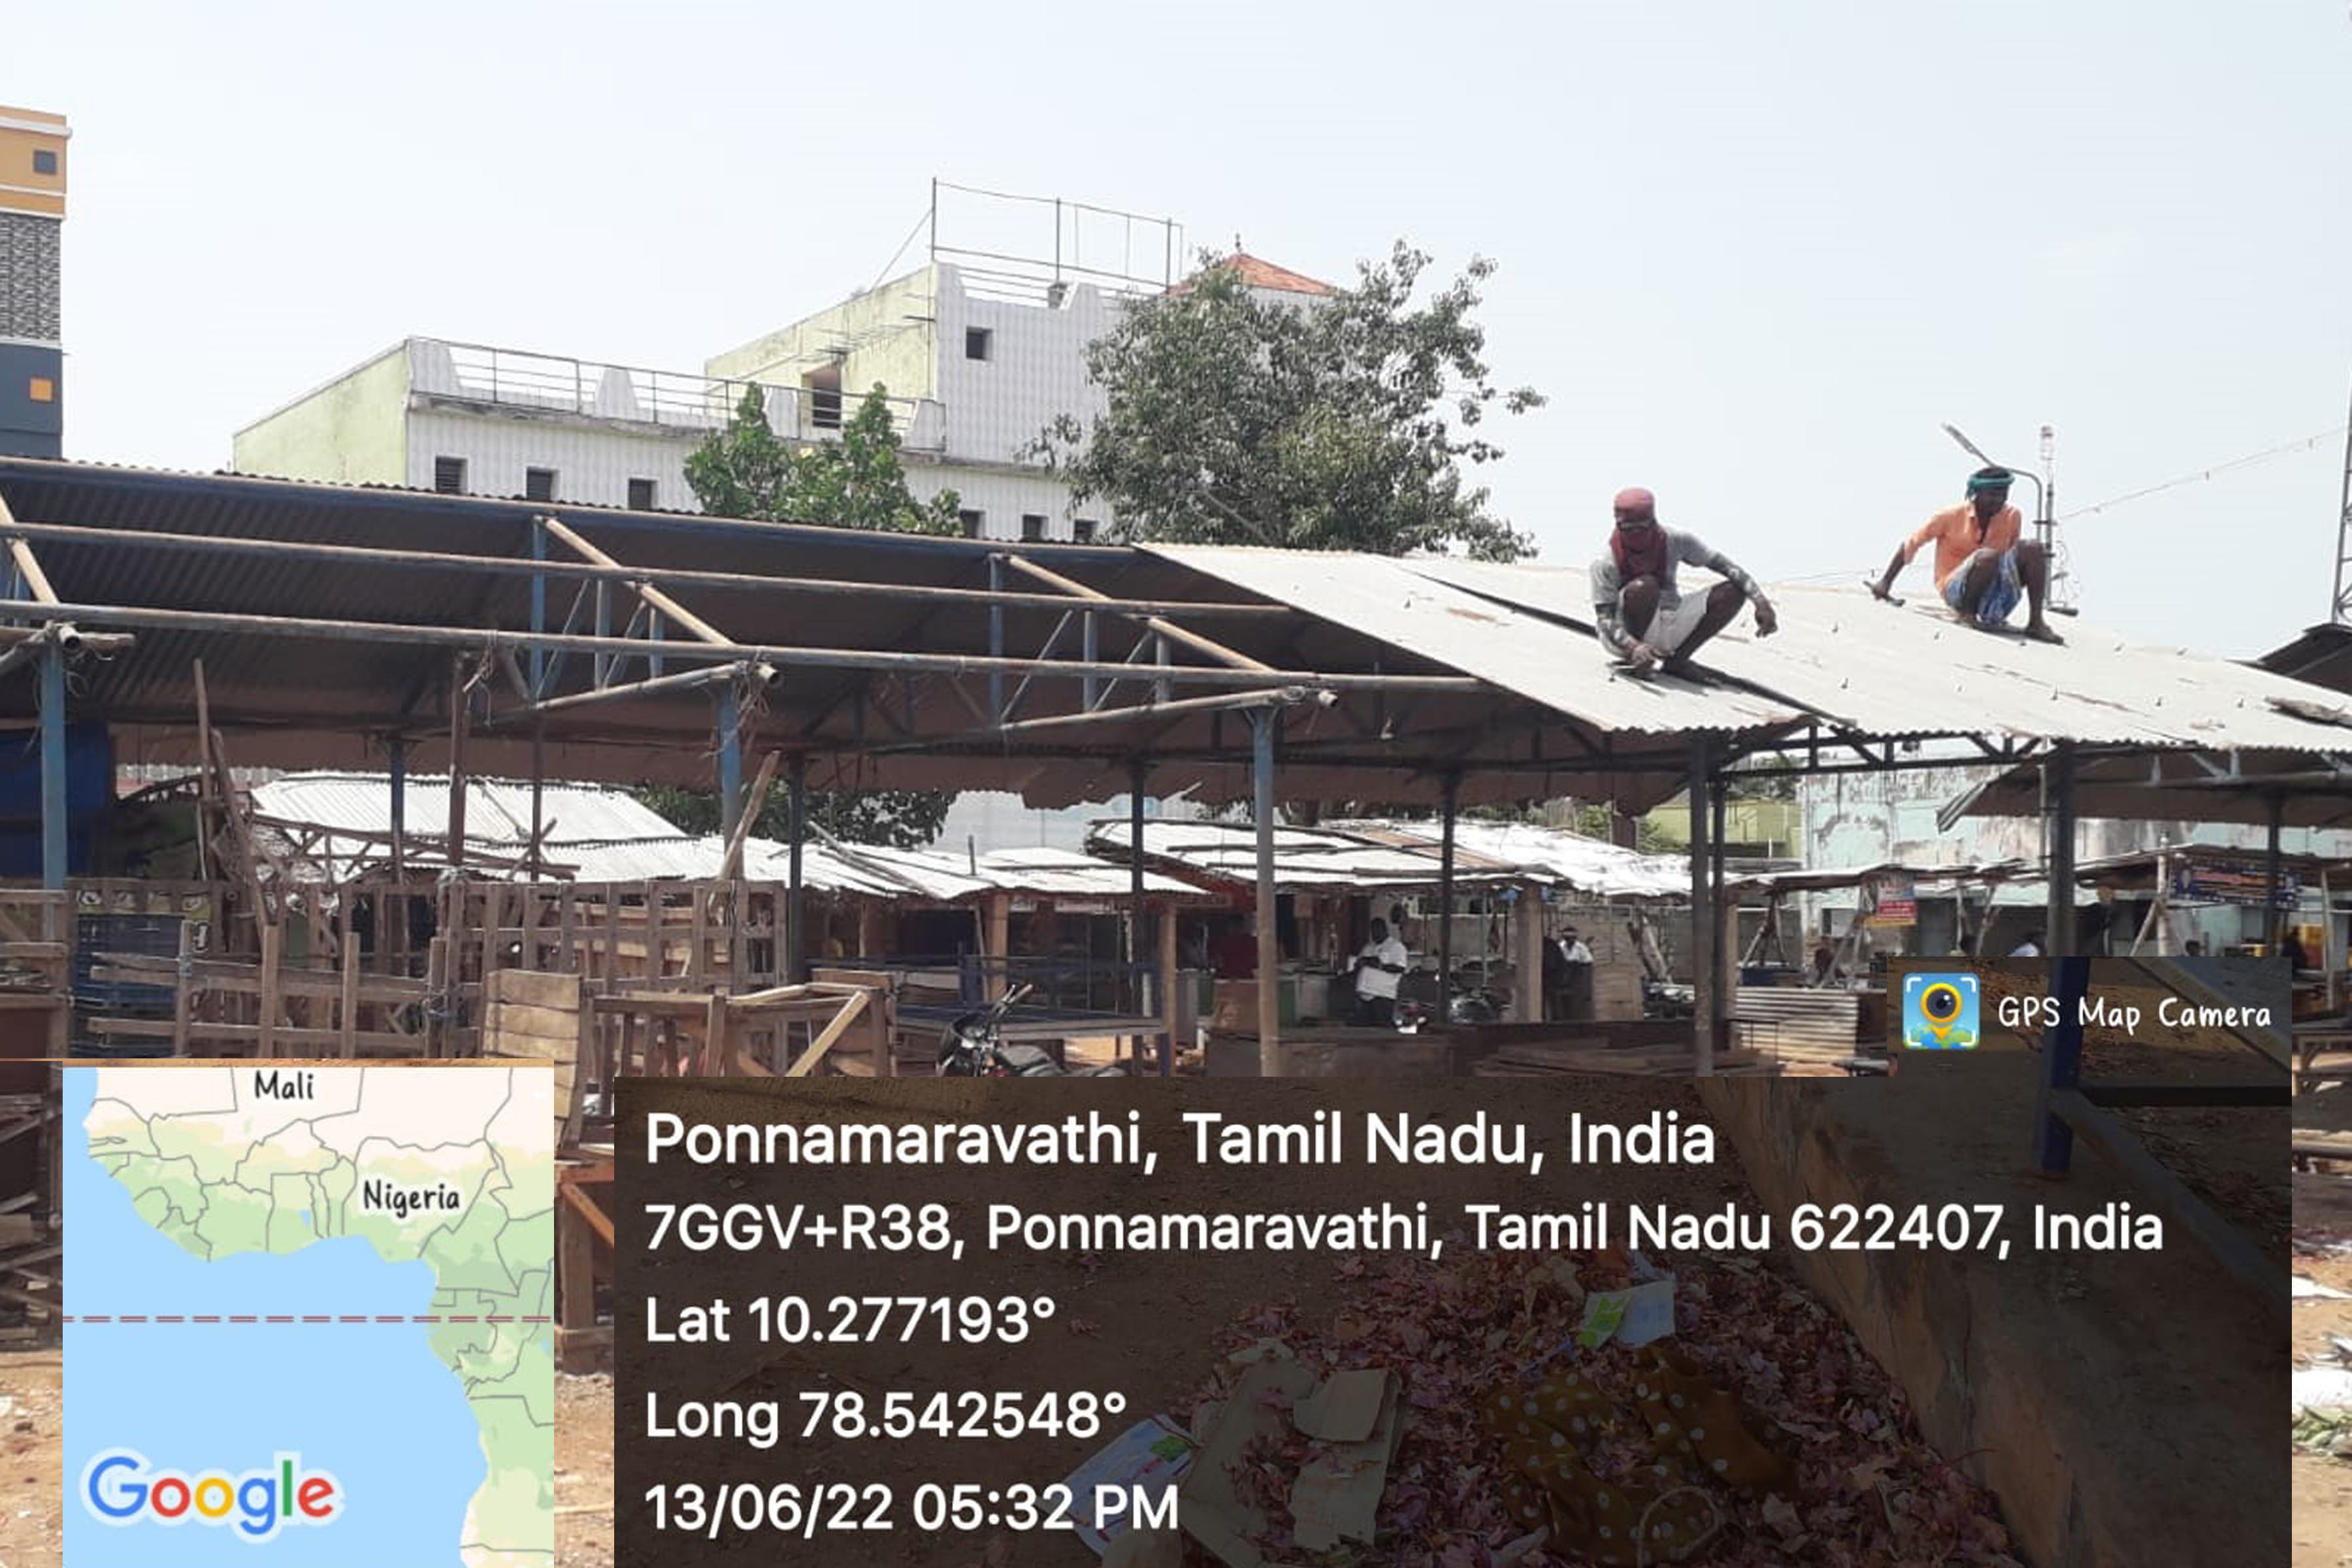 GPS Map Camera
Mali
Nigeria
Google
Ponnamaravathi, Tamil Nadu, India
7GGV+R38, Ponnamaravathi, Tamil Nadu 622407, India
Lat 10.277193°
Long 78.542548°
13/06/22 05:32 PM